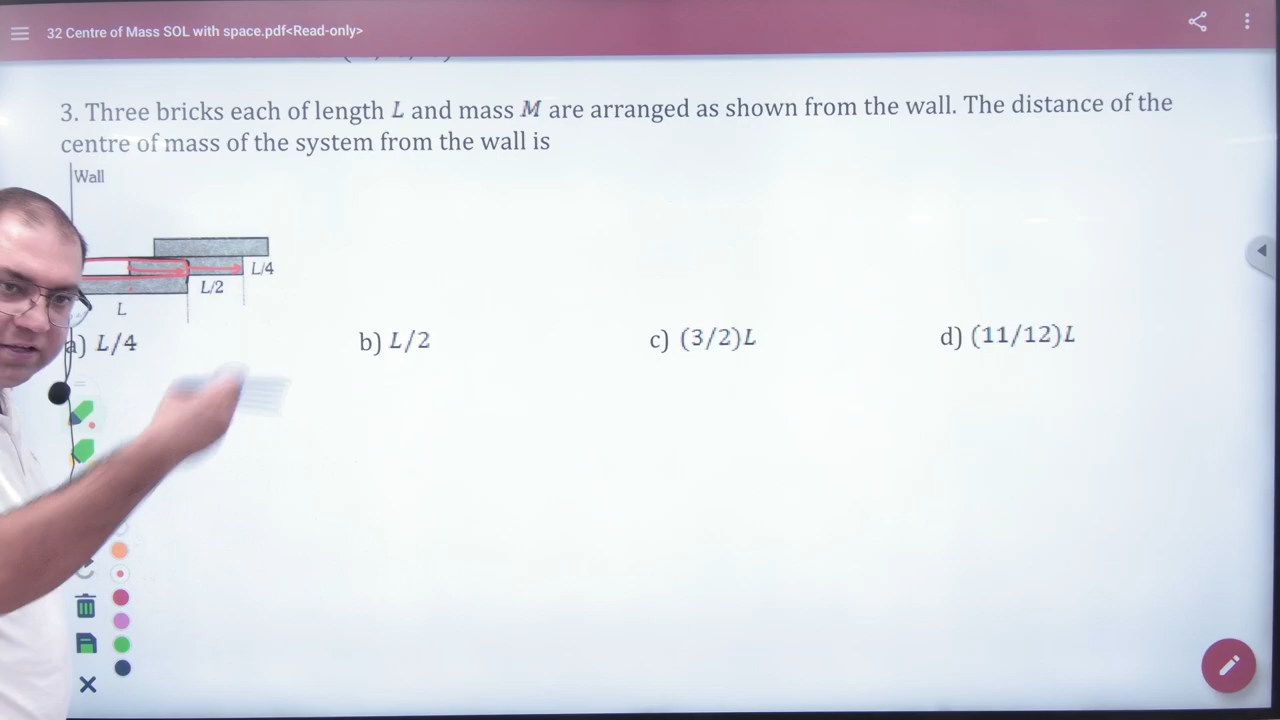 32 Centre of Mass SOL with space.pdf<Read-only>
3. Three bricks each of length L and mass M are arranged as shown from the wall. The distance of the
centre of mass of the system from the wall is
Wall
L/4
L/2
L
a) L/4 b) L/2 c) (3/2)L d) (11/12)L